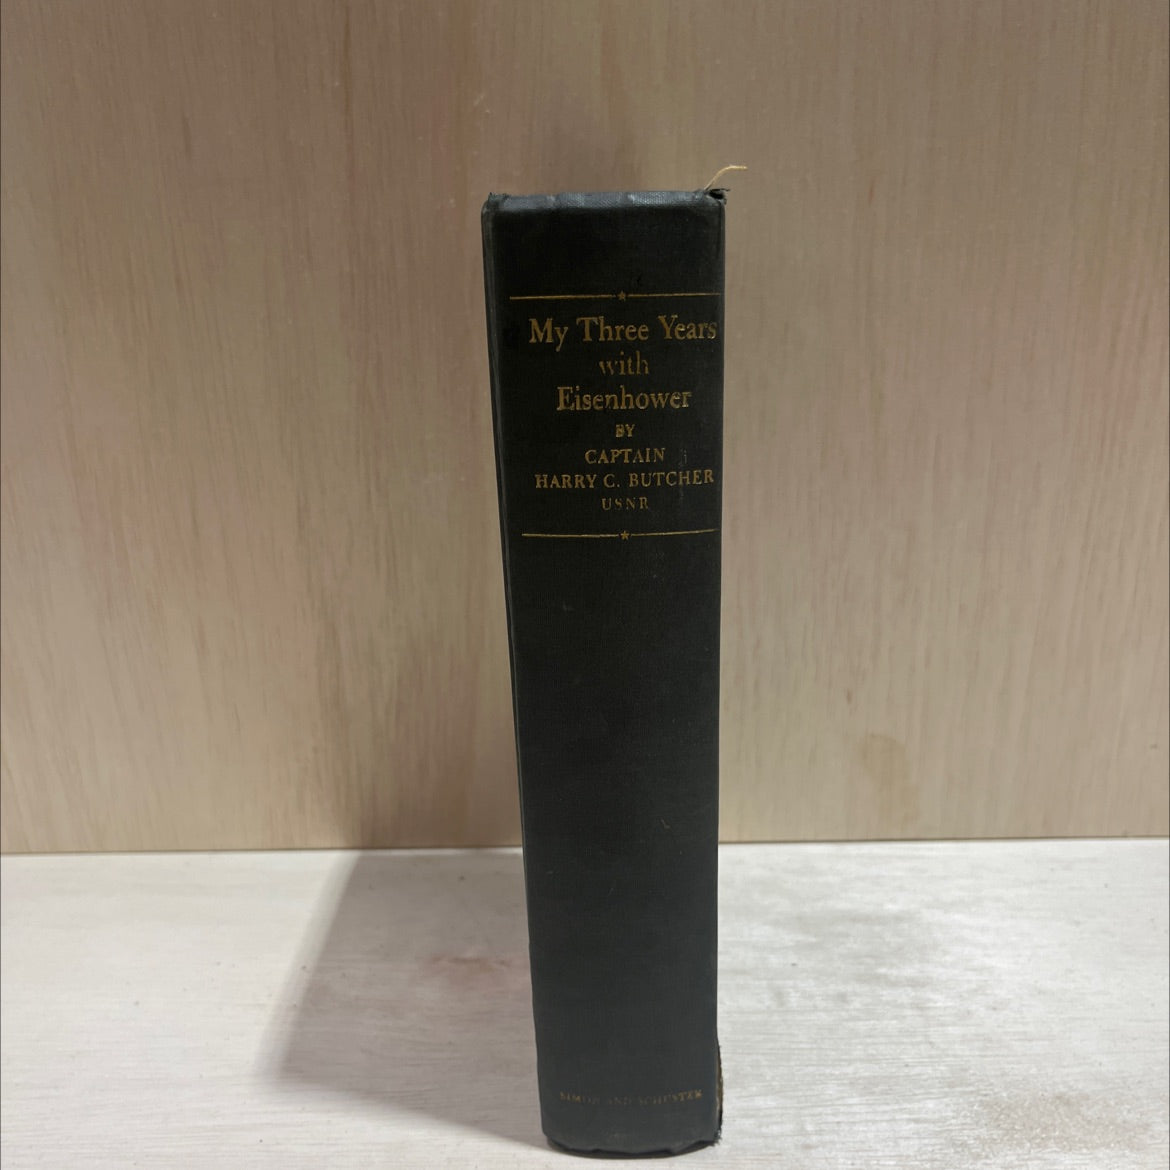 My Three Years
with
Eisenhower
BY
CAPTAIN
HARRY C. BUTCHER
USNR
SIMON AND SCHUSTER